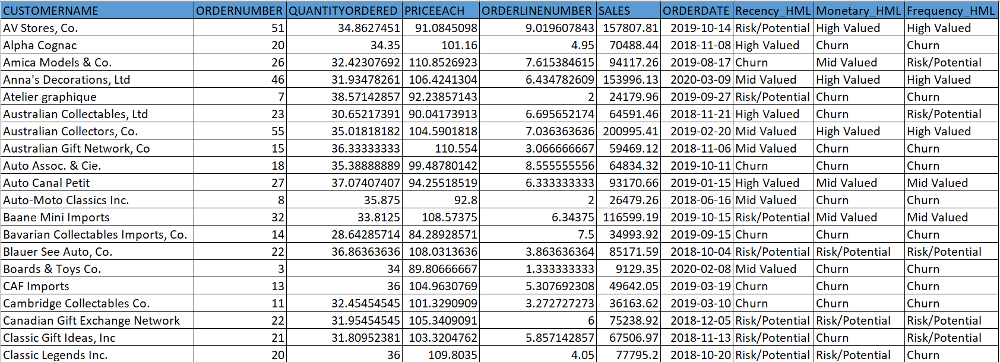 CUSTOMERNAME ORDERNUMBER QUANTITYORDERED PRICEEACH ORDERLINENUMBER SALES ORDERDATE Recency_HML Monetary_HML Frequency_HML
AV Stores, Co. 51 34.8627451 91.0845098 9.019607843 157807.81 2019-10-14 Risk/Potential High Valued High Valued
Alpha Cognac 20 34.35 101.16 4.95 70488.44 2018-11-08 High Valued Churn Churn
Amica Models & Co. 26 32.42307692 110.8526923 7.615384615 94117.26 2019-08-17 Churn Mid Valued Risk/Potential
Anna's Decorations, Ltd 46 31.93478261 106.4241304 6.434782609 153996.13 2020-03-09 Mid Valued High Valued High Valued
Atelier graphique 7 38.57142857 92.23857143 2 24179.96 2019-09-27 Risk/Potential Churn Churn
Australian Collectables, Ltd 23 30.65217391 90.04173913 6.695652174 64591.46 2018-11-21 High Valued Churn Risk/Potential
Australian Collectors, Co. 55 35.01818182 104.5901818 7.036363636 200995.41 2019-02-20 Mid Valued High Valued High Valued
Australian Gift Network, Co 15 36.33333333 110.554 3.066666667 59469.12 2018-11-06 Mid Valued Churn Churn
Auto Assoc. & Cie. 18 35.38888889 99.48780142 8.555555556 64834.32 2019-10-11 Churn Churn Churn
Auto Canal Petit 27 37.07407407 94.25518519 6.333333333 93170.66 2019-01-15 High Valued Mid Valued Mid Valued
Auto-Moto Classics Inc. 8 35.875 92.8 2 26479.26 2018-06-16 Mid Valued Churn Churn
Baane Mini Imports 32 33.8125 108.57375 6.34375 116599.19 2019-10-15 Risk/Potential Mid Valued Mid Valued
Bavarian Collectables Imports, Co. 14 28.64285714 84.28928571 7.5 34993.92 2019-09-15 Churn Churn Churn
Blauer See Auto, Co. 22 36.86363636 108.0313636 3.863636364 85171.59 2018-10-04 Risk/Potential Risk/Potential Risk/Potential
Boards & Toys Co. 3 34 89.80666667 1.333333333 9129.35 2020-02-08 Mid Valued Churn Churn
CAF Imports 13 36 104.9630769 5.307692308 49642.05 2019-03-19 Churn Churn Churn
Cambridge Collectables Co. 11 32.45454545 101.3290909 3.272727273 36163.62 2019-03-10 Churn Churn Churn
Canadian Gift Exchange Network 22 31.95454545 105.3409091 6 75238.92 2018-12-05 Risk/Potential Risk/Potential Risk/Potential
Classic Gift Ideas, Inc 21 31.80952381 103.3204762 5.857142857 67506.97 2018-11-13 Risk/Potential Churn Risk/Potential
Classic Legends Inc. 20 36 109.8035 4.05 77795.2 2018-10-20 Risk/Potential Risk/Potential Churn